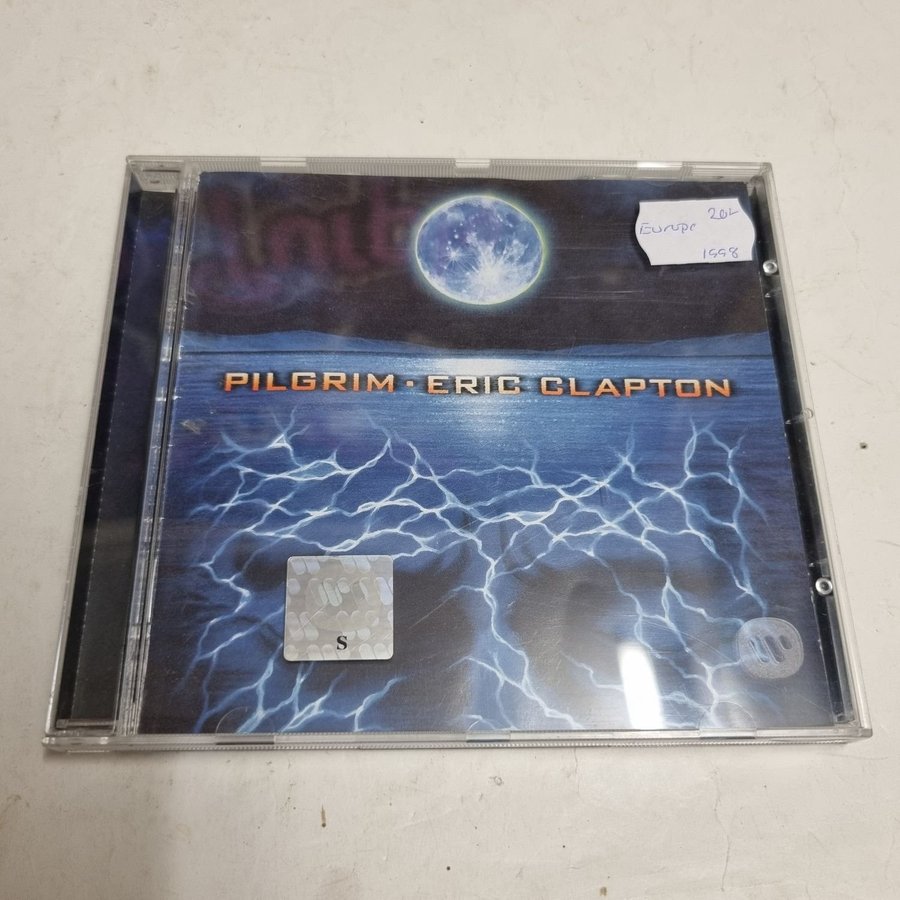 Europe 20L
1998
PILGRIM · ERIC CLAPTON
S